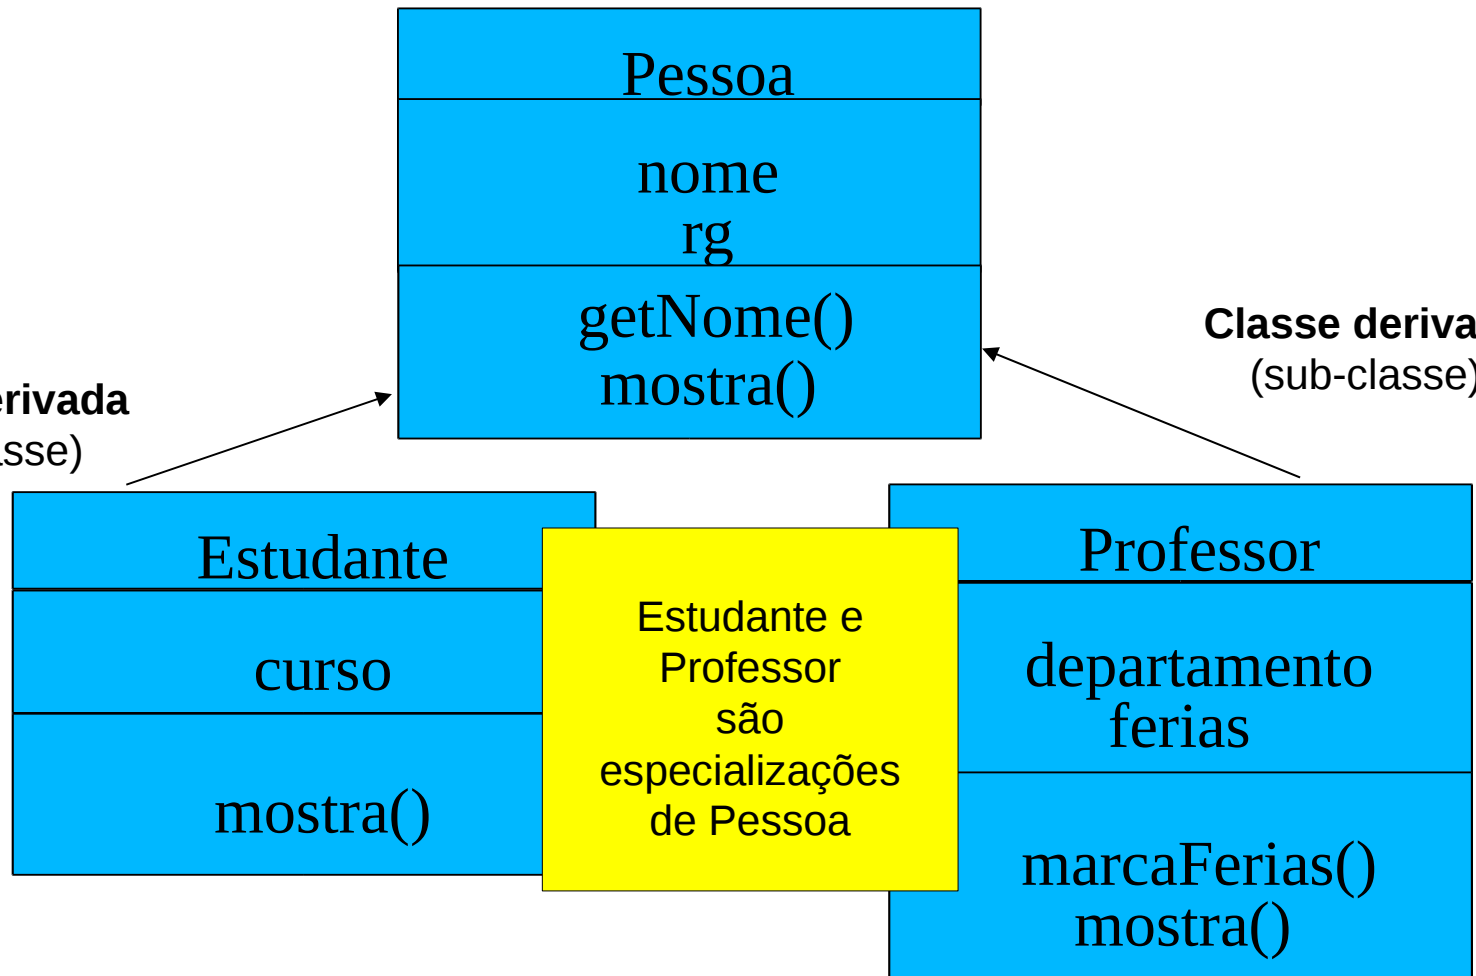 Pessoa
nome
rg
getNome()
mostra()
Classe deriva
(sub-classe)
erivada
asse)
Estudante
curso
mostra()
Estudante e
Professor
são
especializações
de Pessoa
Professor
departamento
ferias
marcaFerias()
mostra()